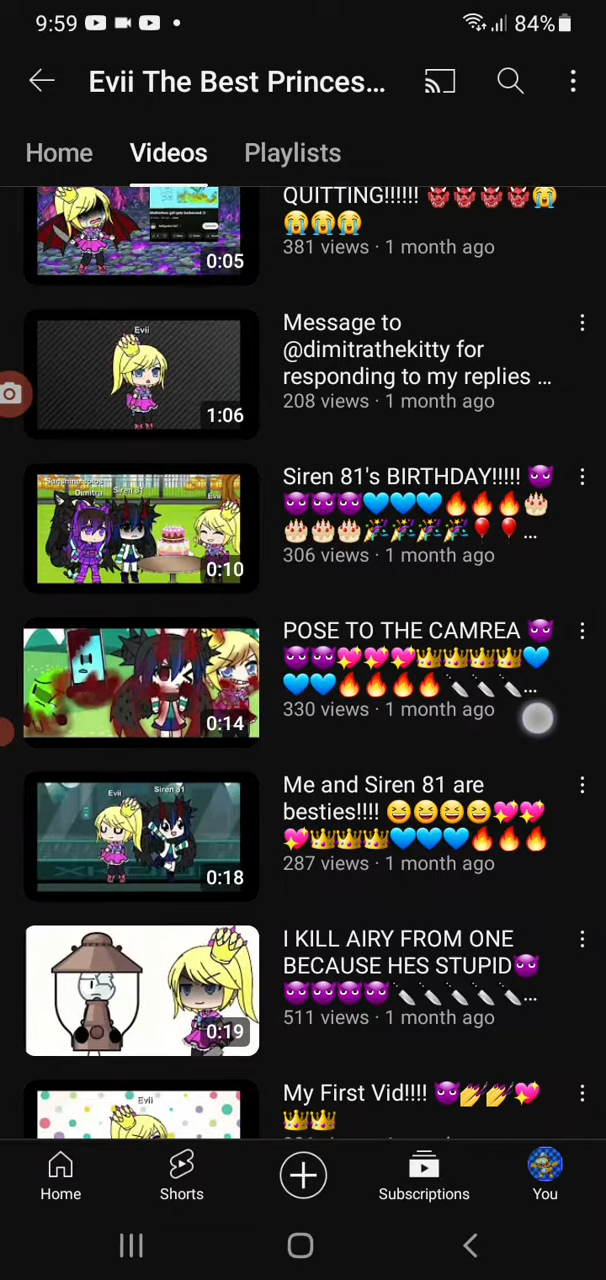 9:59 84%
Evii The Best Princes...
Home Videos Playlists
QUITTING!!!!!! 👹👹👹👹😭
😭😭😭
381 views · 1 month ago
0:05
Evii
Message to
@dimitrathekitty for
responding to my replies ...
208 views · 1 month ago
1:06
Siren 81's BIRTHDAY!!!!! 😈
😈😈😈💙💙💙🔥🔥🔥🎂
🎂🎂🎂🎉🎉🎉🎉🎈🎈...
306 views · 1 month ago
Dimitra Siren 81 Evii
0:10
POSE TO THE CAMREA 😈
😈😈💖💖💖👑👑👑👑💙
💙💙🔥🔥🔥🔥🔪🔪🔪...
330 views · 1 month ago
0:14
Me and Siren 81 are
besties!!!! 😆😆😆😆💖💖
💖👑👑👑💙💙💙🔥🔥🔥
287 views · 1 month ago
Evii Siren 81
0:18
I KILL AIRY FROM ONE
BECAUSE HES STUPID😈
😈😈😈😈🔪🔪🔪🔪🔪...
511 views · 1 month ago
0:19
My First Vid!!!! 😈💅💅💖
👑👑
Evii
Home Shorts Subscriptions You